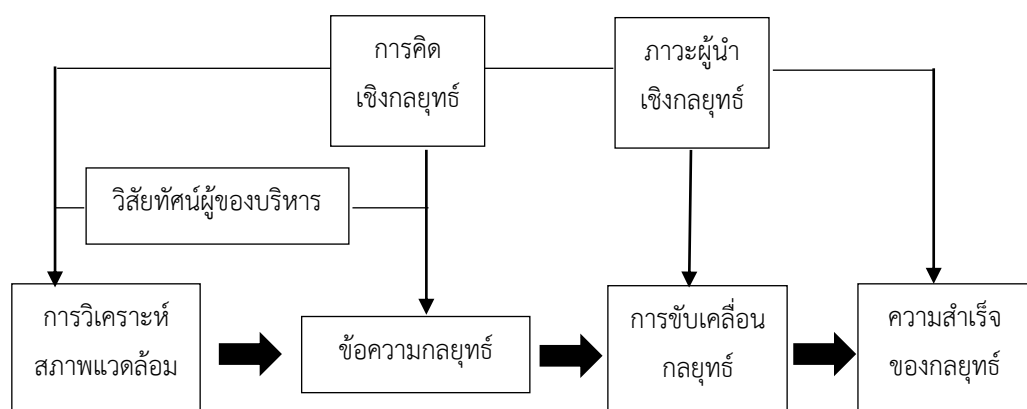 การคิด
เชิงกลยุทธ์
ภาวะผู้นำ
เชิงกลยุทธ์
วิสัยทัศน์ผู้ของบริหาร
การวิเคราะห์
สภาพแวดล้อม
ข้อความกลยุทธ์
การขับเคลื่อน
กลยุทธ์
ความสำเร็จ
ของกลยุทธ์